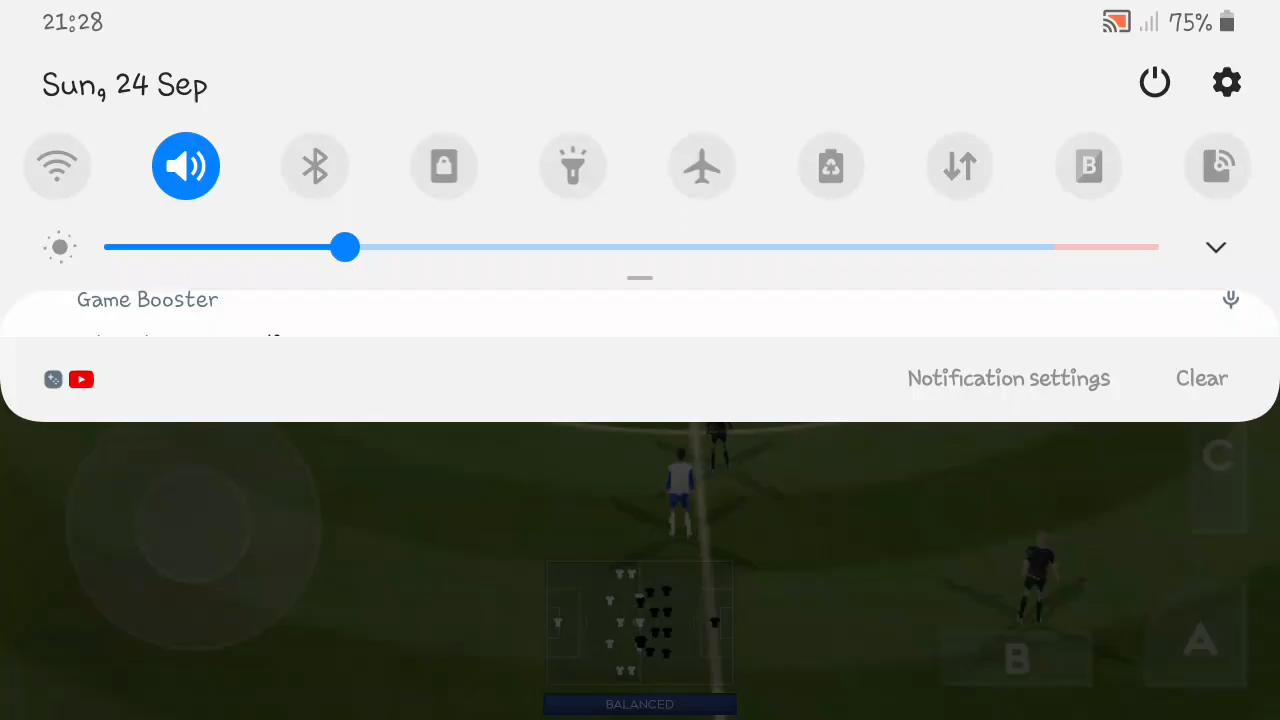 21:28
75%
Sun, 24 Sep
B
Game Booster
Notification settings
Clear
C
A
B
BALANCED